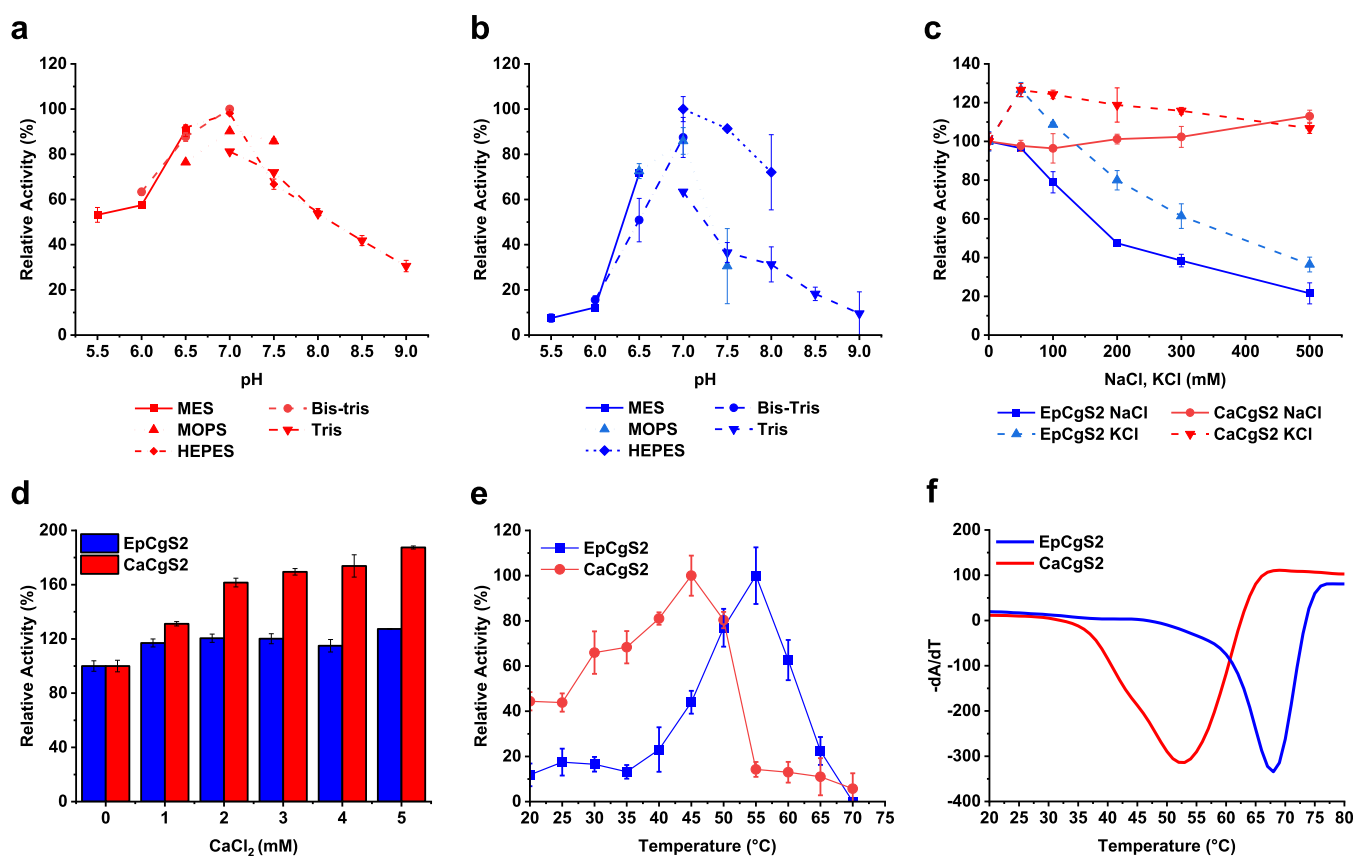 a
120
100
80
60
40
20
0
Relative Activity (%)
5.5 6.0 6.5 7.0 7.5 8.0 8.5 9.0
pH
MES Bis-tris
MOPS Tris
HEPES
b
120
100
80
60
40
20
0
Relative Activity (%)
5.5 6.0 6.5 7.0 7.5 8.0 8.5 9.0
pH
MES Bis-Tris
MOPS Tris
HEPES
c
140
120
100
80
60
40
20
0
Relative Activity (%)
0 100 200 300 400 500
NaCl, KCl (mM)
EpCgS2 NaCl CaCgS2 NaCl
EpCgS2 KCl CaCgS2 KCl
d
200
160
120
80
40
0
Relative Activity (%)
EpCgS2
CaCgS2
0 1 2 3 4 5
CaCl2 (mM)
e
120
100
80
60
40
20
0
Relative Activity (%)
EpCgS2
CaCgS2
20 25 30 35 40 45 50 55 60 65 70 75
Temperature (°C)
f
200
100
0
-100
-200
-300
-400
-dA/dT
EpCgS2
CaCgS2
20 25 30 35 40 45 50 55 60 65 70 75 80
Temperature (°C)